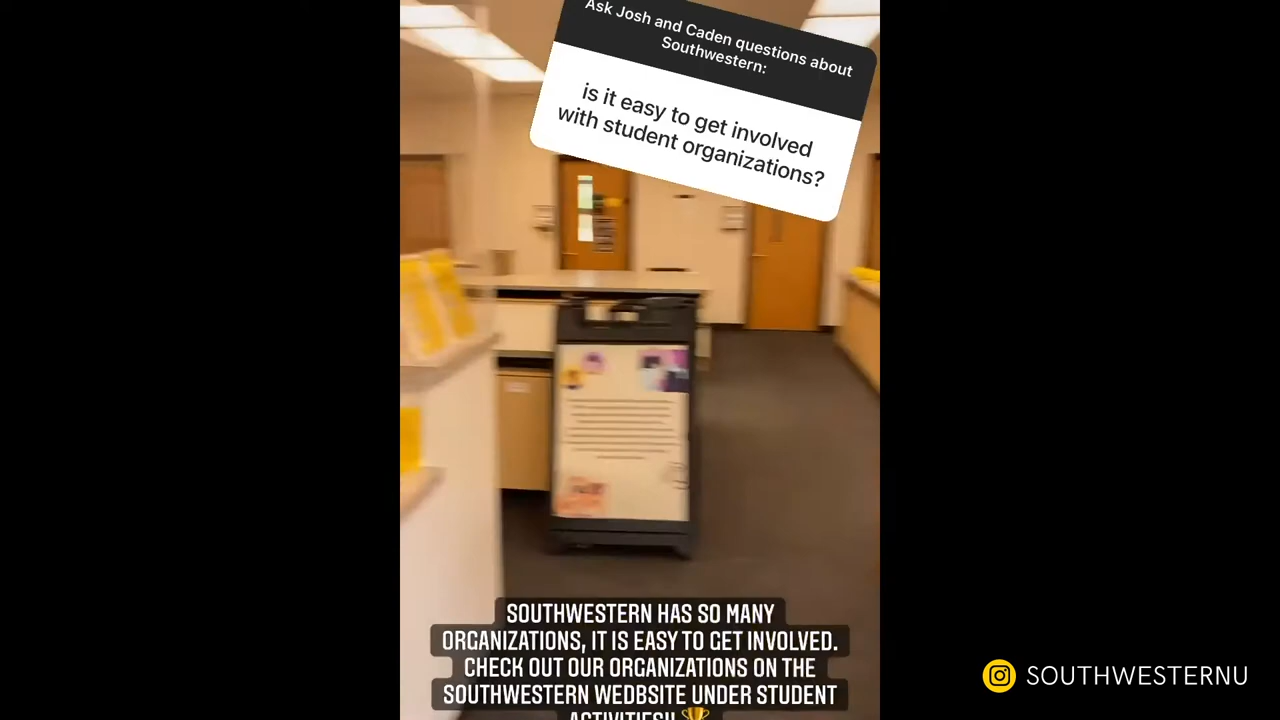 Ask Josh and Caden questions about
Southwestern:
is it easy to get involved
with student organizations?
SOUTHWESTERN HAS SO MANY
ORGANIZATIONS, IT IS EASY TO GET INVOLVED.
CHECK OUT OUR ORGANIZATIONS ON THE
SOUTHWESTERN WEDBSITE UNDER STUDENT
ACTIVITIES!! 🏆
SOUTHWESTERNU